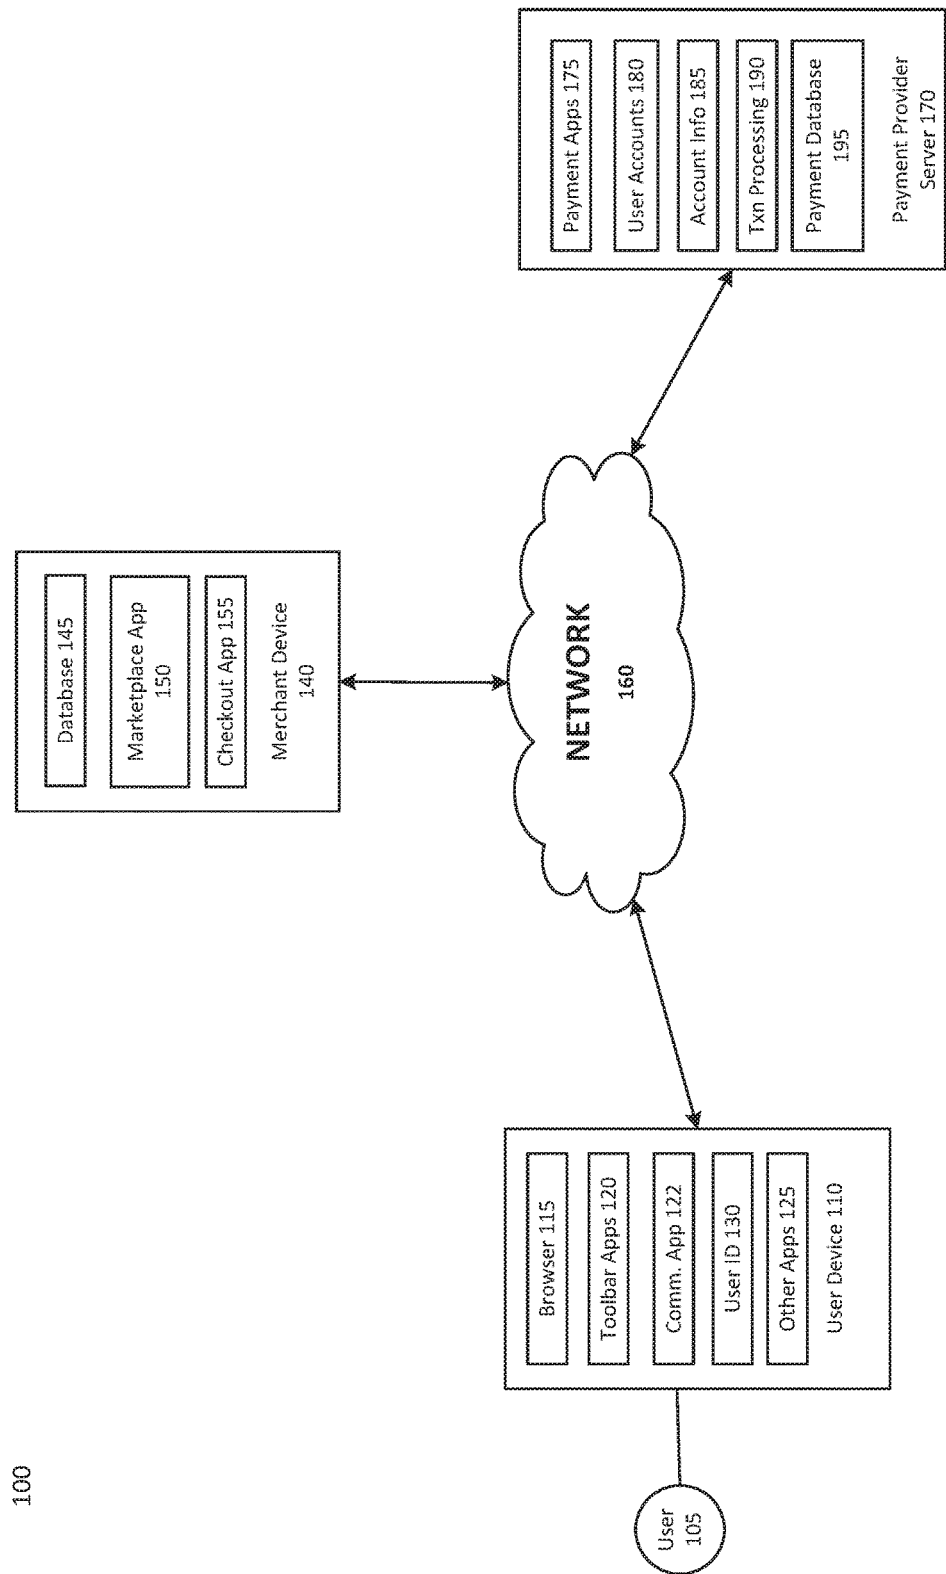 100
User
105
Browser 115
Toolbar Apps 120
Comm. App 122
User ID 130
Other Apps 125
User Device 110
Database 145
Marketplace App
150
Checkout App 155
Merchant Device
140
NETWORK
160
Payment Apps 175
User Accounts 180
Account Info 185
Txn Processing 190
Payment Database
195
Payment Provider
Server 170